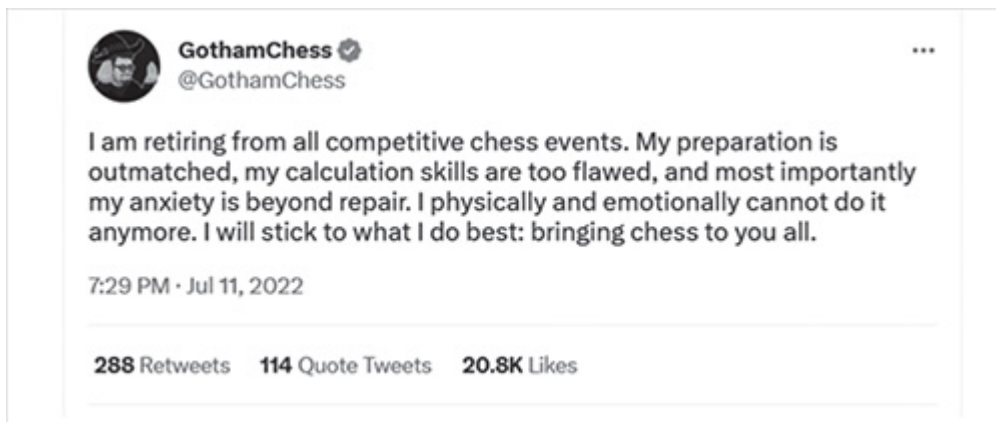 GothamChess
@GothamChess
I am retiring from all competitive chess events. My preparation is
outmatched, my calculation skills are too flawed, and most importantly
my anxiety is beyond repair. I physically and emotionally cannot do it
anymore. I will stick to what I do best: bringing chess to you all.
7:29 PM · Jul 11, 2022
288 Retweets 114 Quote Tweets 20.8K Likes